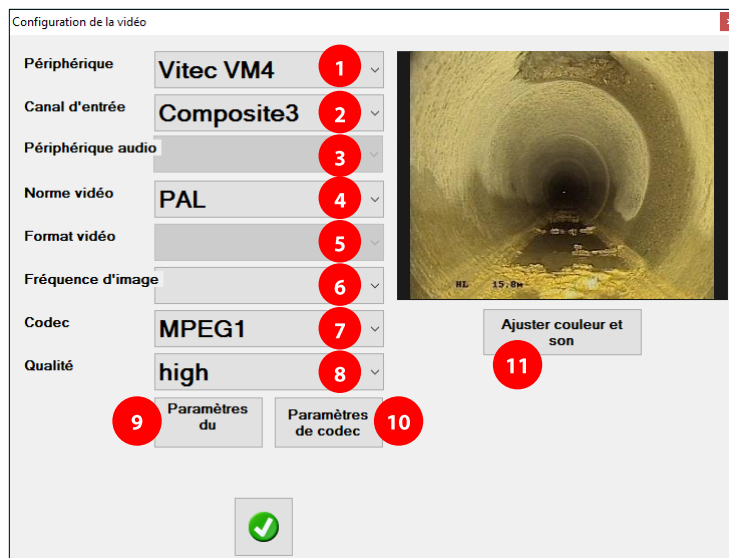 Configuration de la vidéo
Périphérique
Vitec VM4
1
Canal d'entrée
Composite3
2
Périphérique audio
3
Norme vidéo
PAL
4
Format vidéo
5
Fréquence d'image
6
Codec
MPEG1
7
Qualité
high
8
9
Paramètres
du
Paramètres
de codec
10
HL 15.8m
Ajuster couleur et
son
11